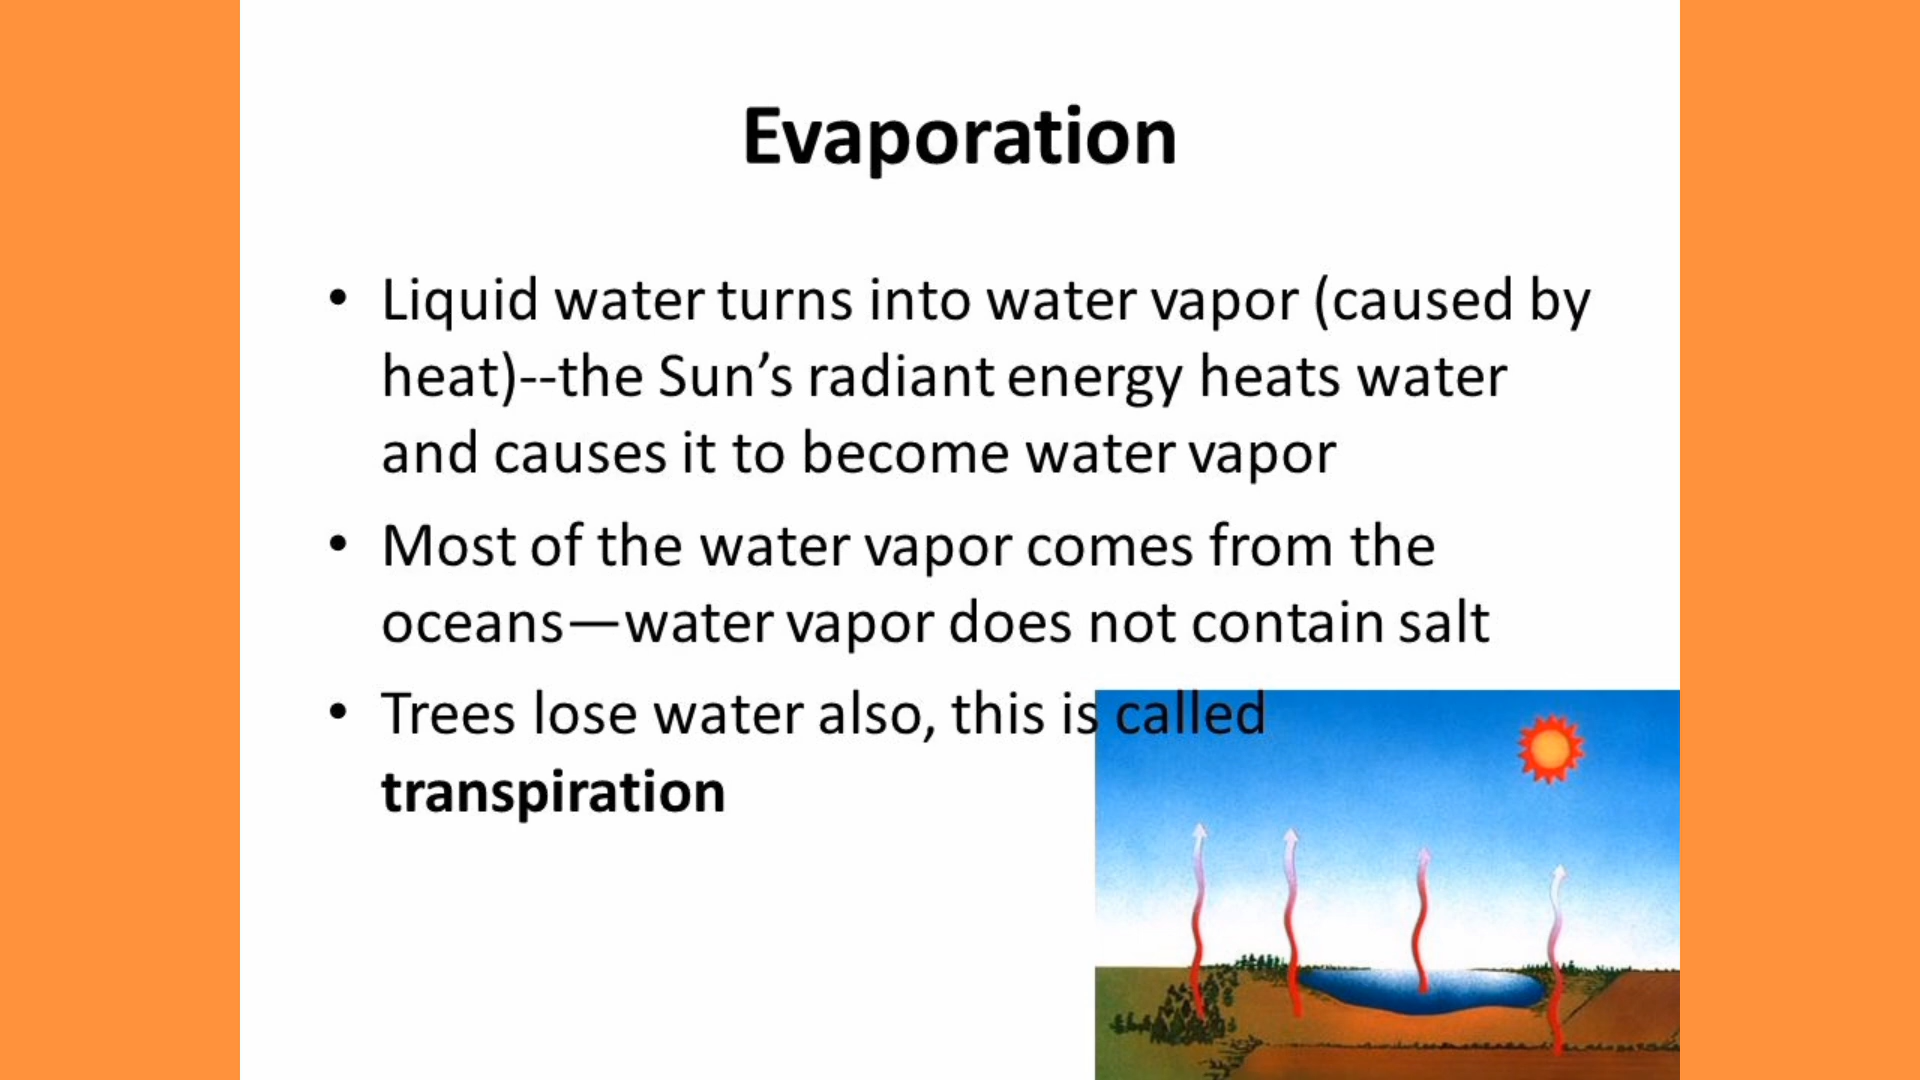 Evaporation
• Liquid water turns into water vapor (caused by
heat)--the Sun’s radiant energy heats water
and causes it to become water vapor
• Most of the water vapor comes from the
oceans—water vapor does not contain salt
• Trees lose water also, this is called
transpiration